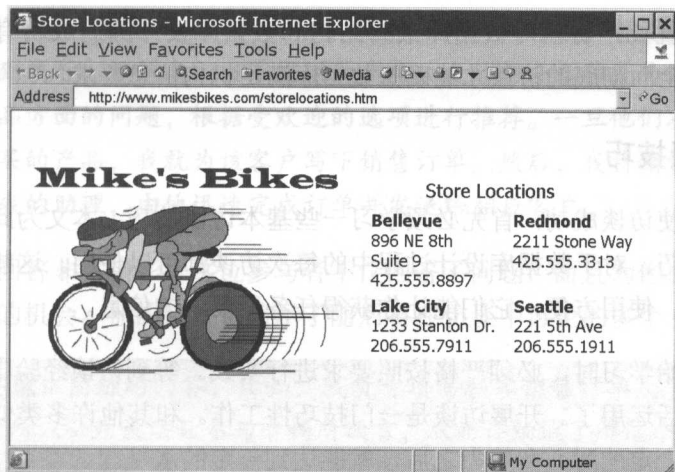 Store Locations - Microsoft Internet Explorer
File Edit View Favorites Tools Help
Back Search Favorites Media
Address http://www.mikesbikes.com/storelocations.htm Go
Mike's Bikes
Store Locations
Bellevue
896 NE 8th
Suite 9
425.555.8897
Redmond
2211 Stone Way
425.555.3313
Lake City
1233 Stanton Dr.
206.555.7911
Seattle
221 5th Ave
206.555.1911
My Computer